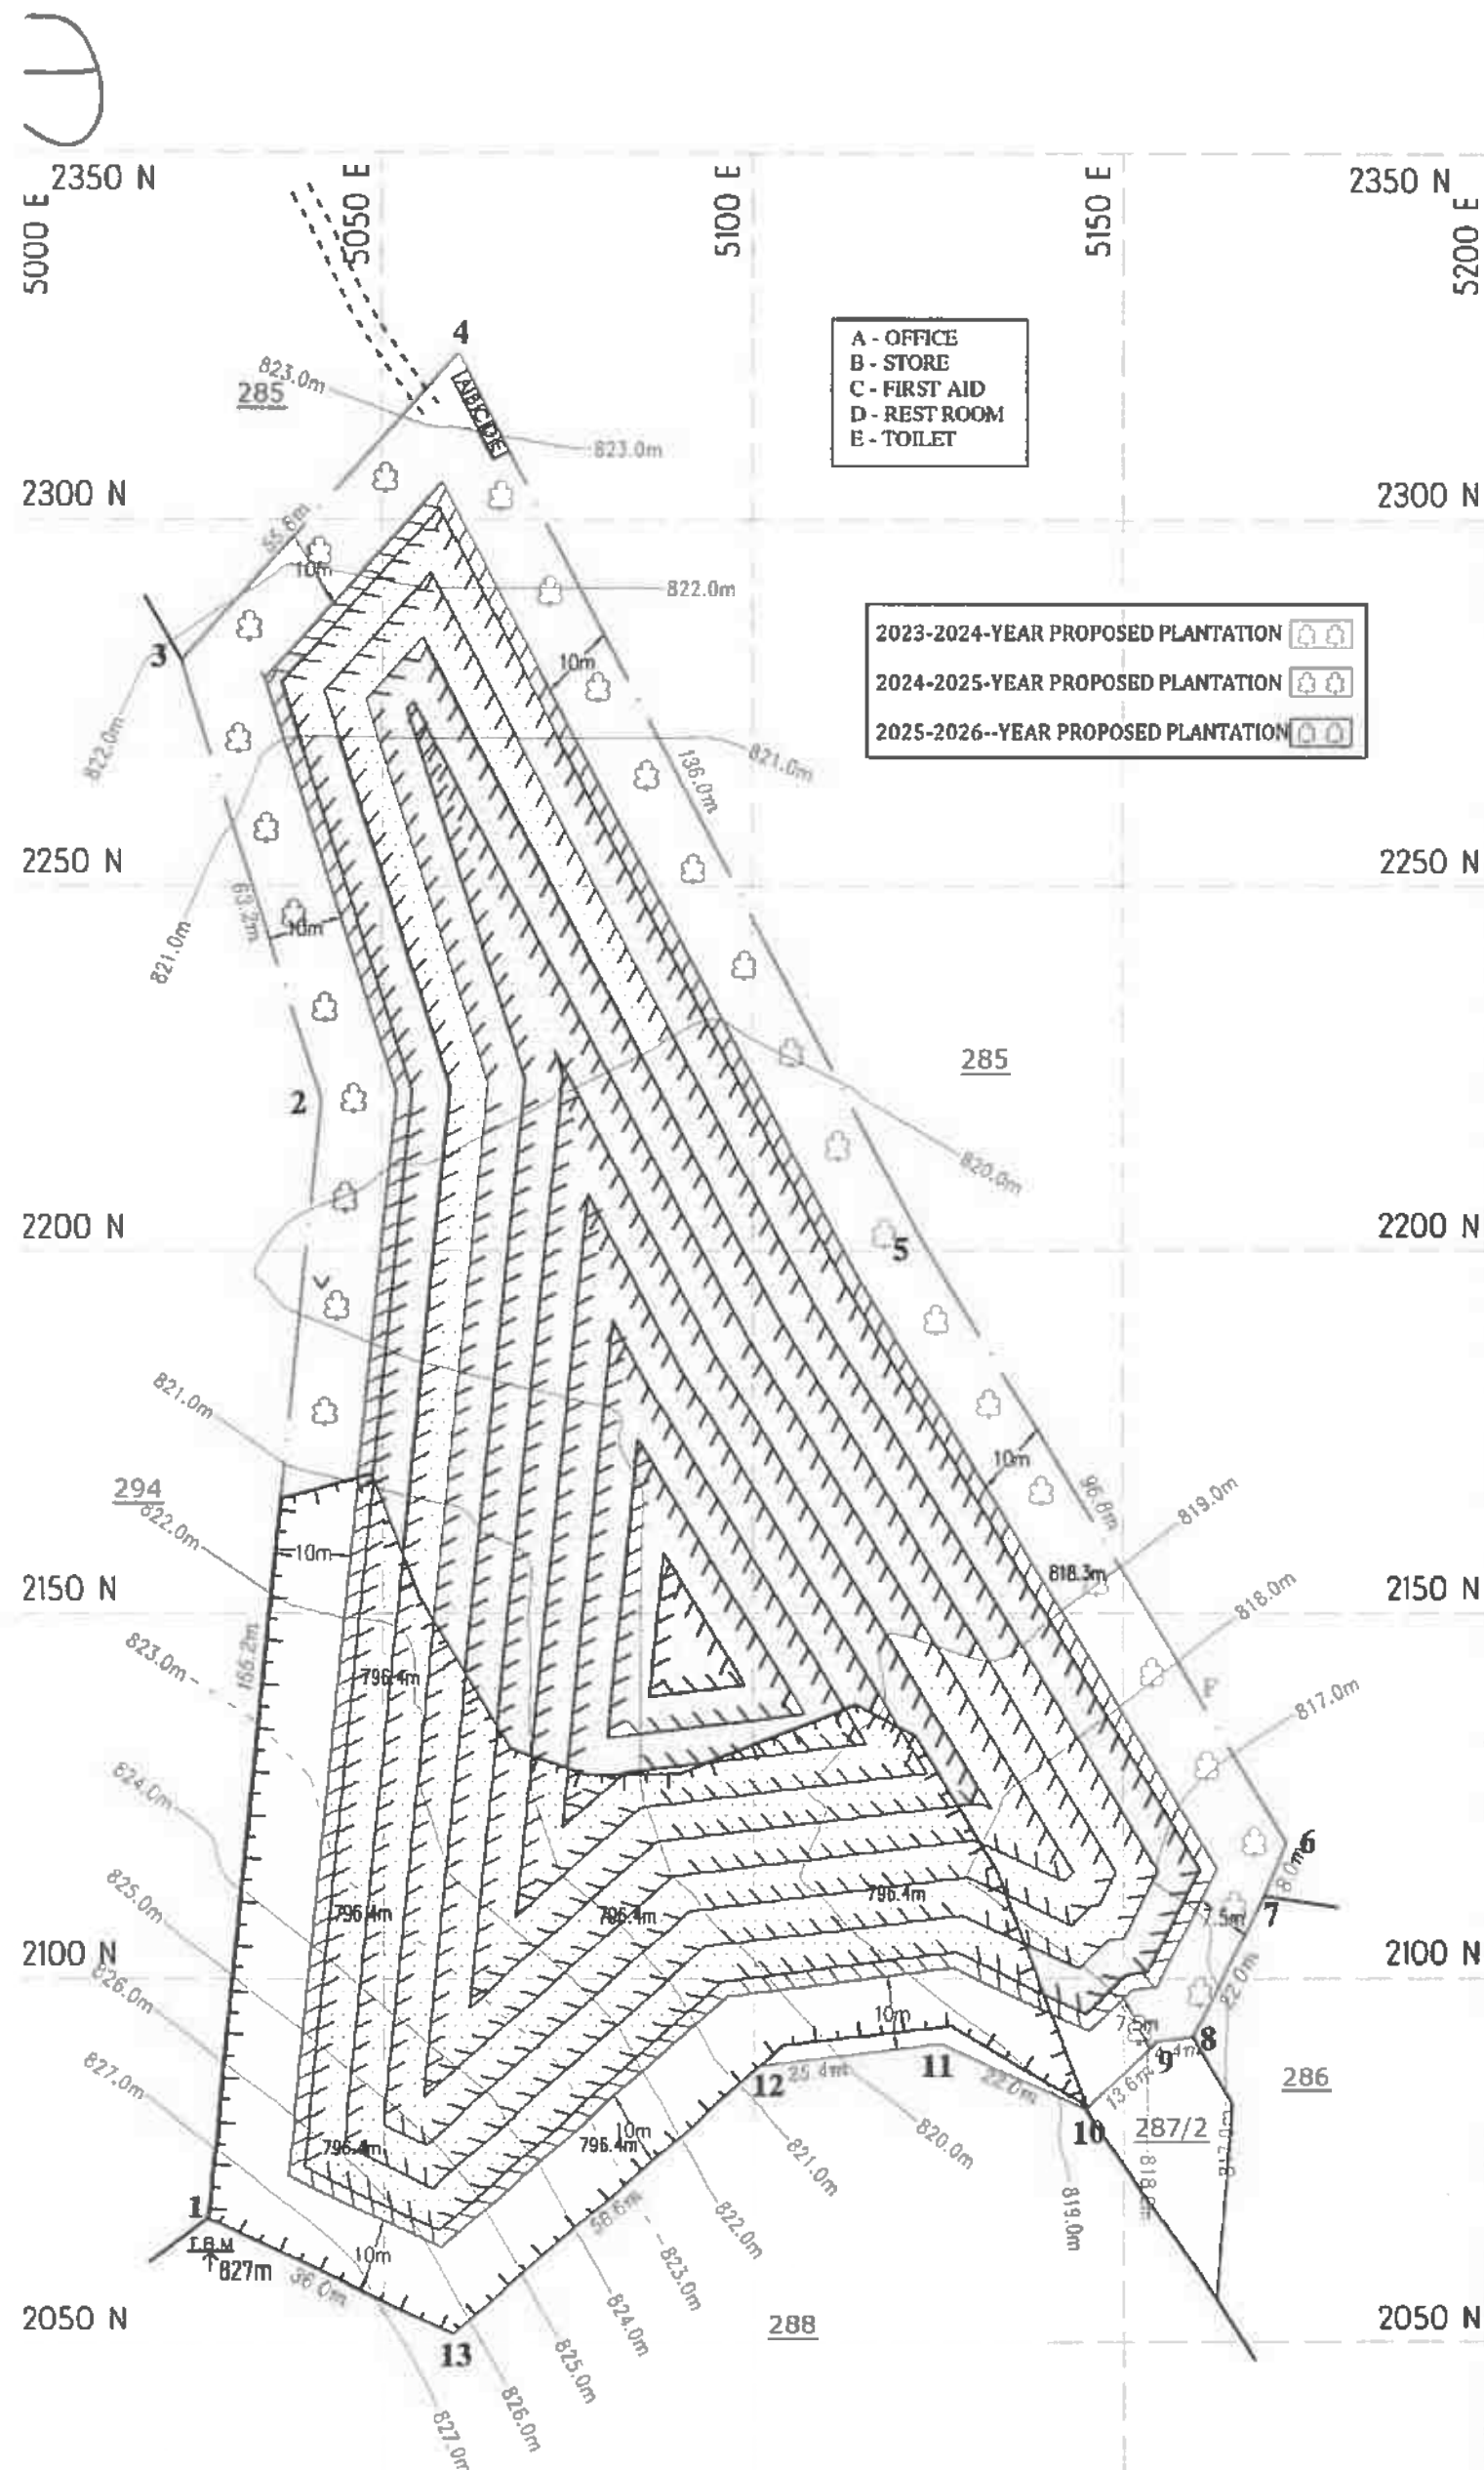 2350 N
2350 N
5000 E
5050 E
5100 E
5150 E
5200 E
4
A - OFFICE
B - STORE
C - FIRST AID
D - REST ROOM
E - TOILET
823.0m
285
ABCDE
823.0m
2300 N
2300 N
55.6m
10m
822.0m
2023-2024-YEAR PROPOSED PLANTATION
2024-2025-YEAR PROPOSED PLANTATION
2025-2026--YEAR PROPOSED PLANTATION
3
10m
822.0m
136.0m
821.0m
2250 N
2250 N
63.2m
10m
821.0m
285
2
820.0m
2200 N
2200 N
5
821.0m
10m
294
822.0m
96.8m
819.0m
10m
818.3m
2150 N
2150 N
818.0m
823.0m
796.4m
817.0m
824.0m
6
8.0m
825.0m
796.4m
796.4m
796.4m
7.5m
7
2100 N
2100 N
826.0m
22.0m
10m
7.5m
8
827.0m
9
12
25.4m
11
22.0m
13.6m
286
10
287/2
796.4m
10m
796.4m
821.0m
820.0m
819.0m
1
T.B.M
827m
10m
36.0m
58.6m
822.0m
823.0m
2050 N
2050 N
824.0m
288
13
825.0m
826.0m
827.0m